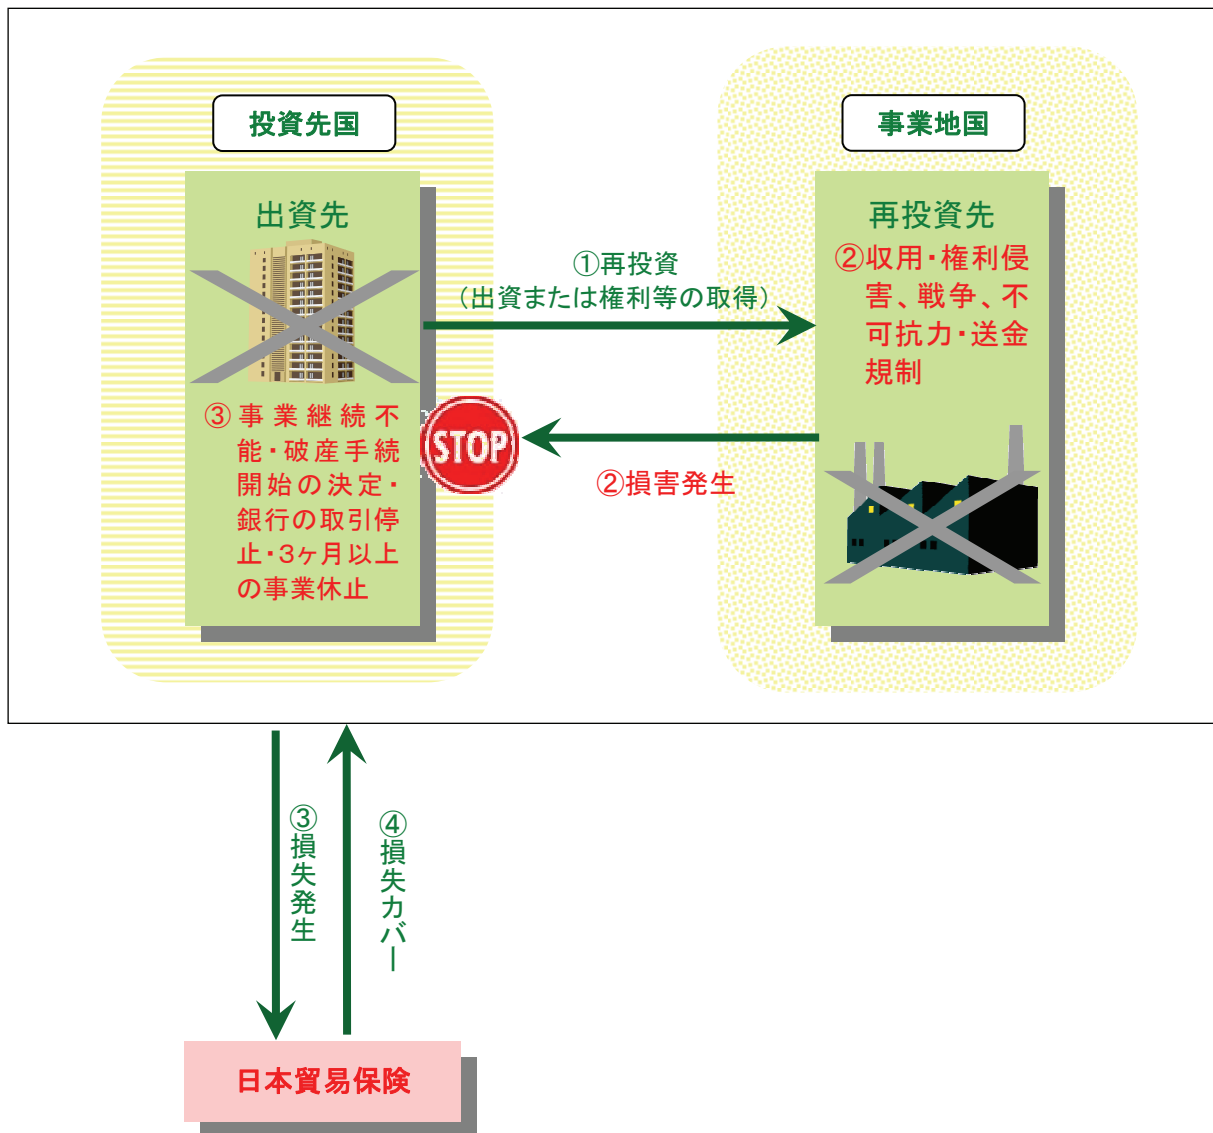 投資先国
事業地国
出資先
再投資先
①再投資
（出資または権利等の取得）
②収用・権利侵
害、戦争、不
可抗力・送金
規制
③事業継続不
能・破産手続
開始の決定・
銀行の取引停
止・3ヶ月以上
の事業休止
STOP
②損害発生
③損失発生
④損失カバー
日本貿易保険